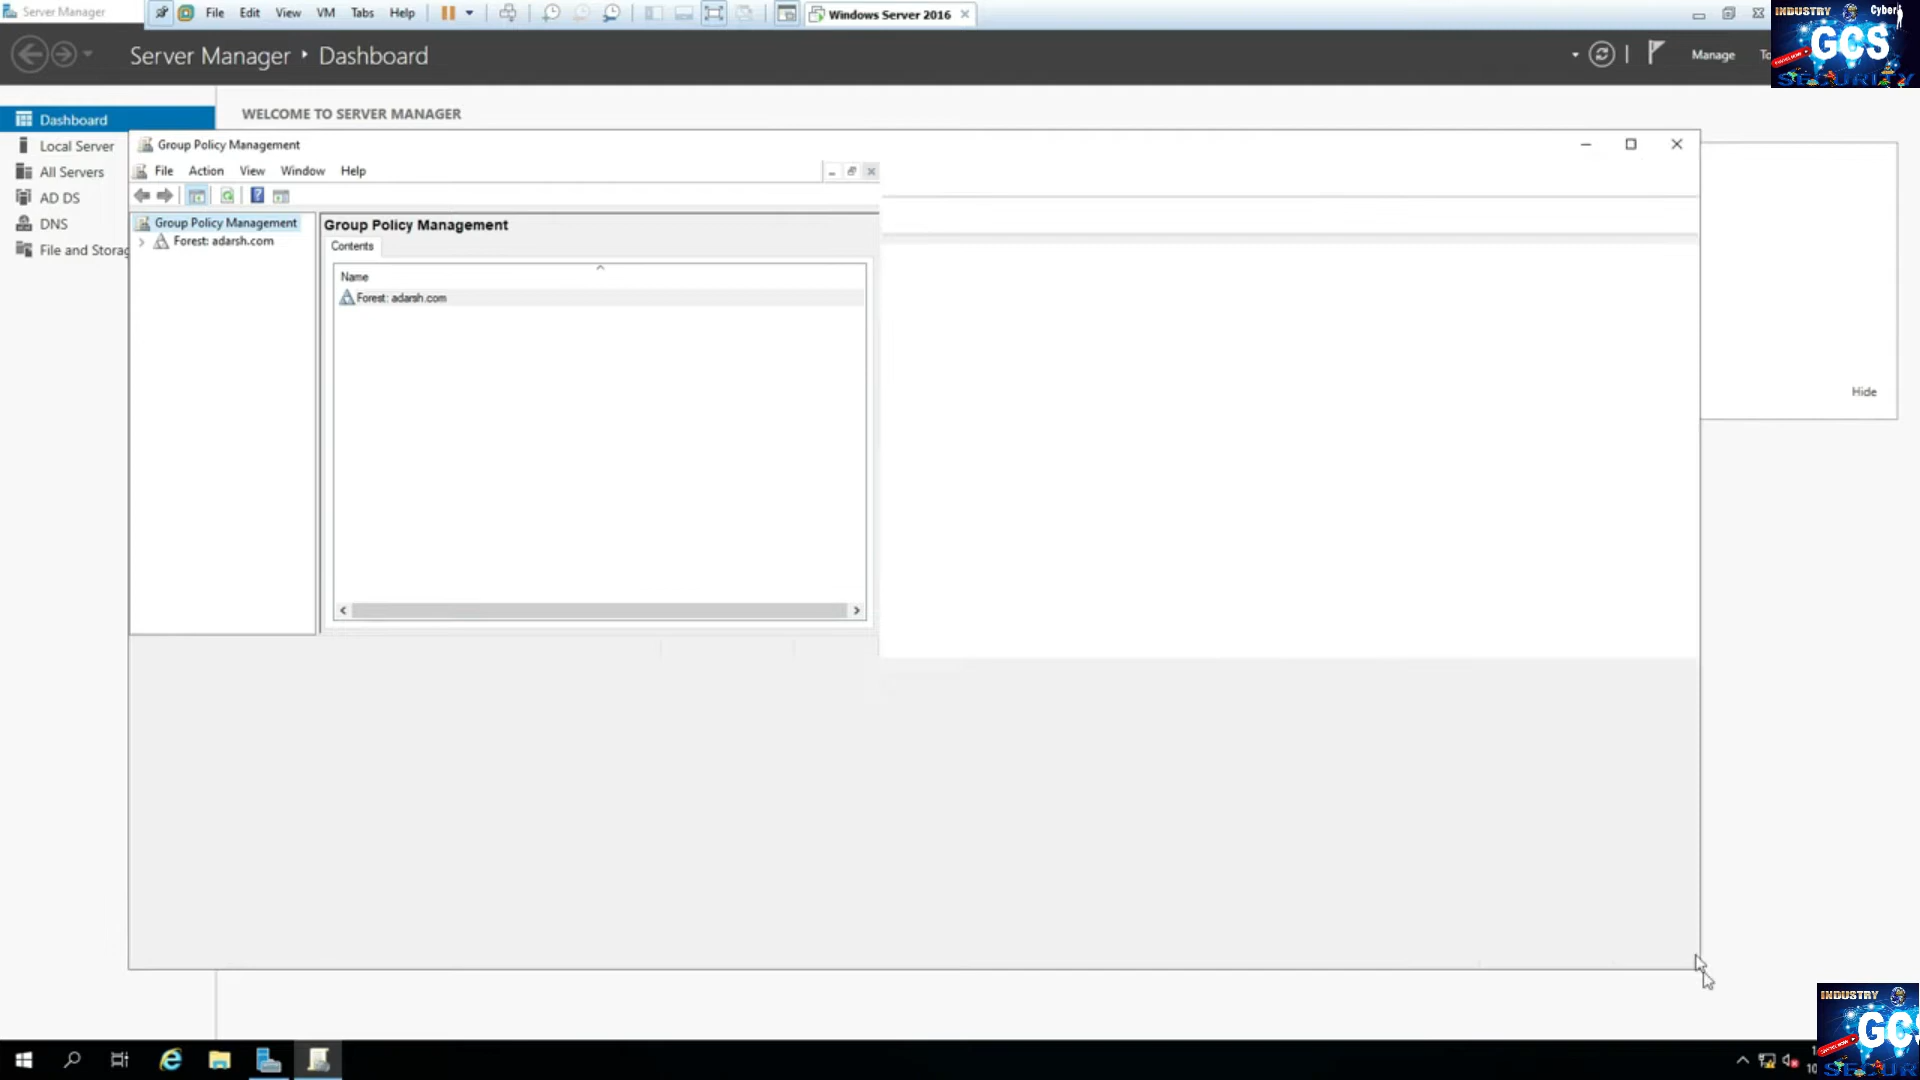 Server Manager
File Edit View VM Tabs Help
Windows Server 2016
INDUSTRY Cyber
GCS
SECURITY
Server Manager • Dashboard
Manage
Dashboard
Local Server
All Servers
AD DS
DNS
File and Storag
WELCOME TO SERVER MANAGER
Group Policy Management
File Action View Window Help
Group Policy Management
Forest: adarsh.com
Group Policy Management
Contents
Name
Forest: adarsh.com
Hide
INDUSTRY
GCS
SECUR